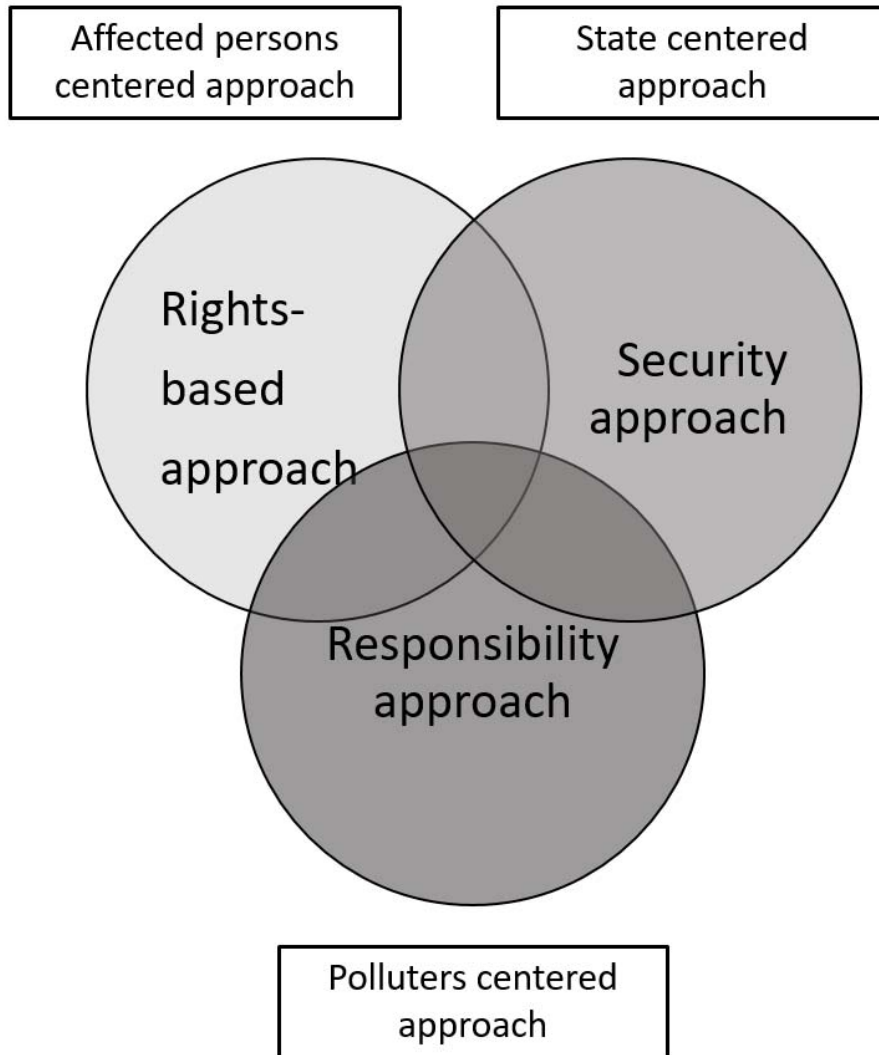 Affected persons
centered approach
State centered
approach
Rights-
based
approach
Security
approach
Responsibility
approach
Polluters centered
approach